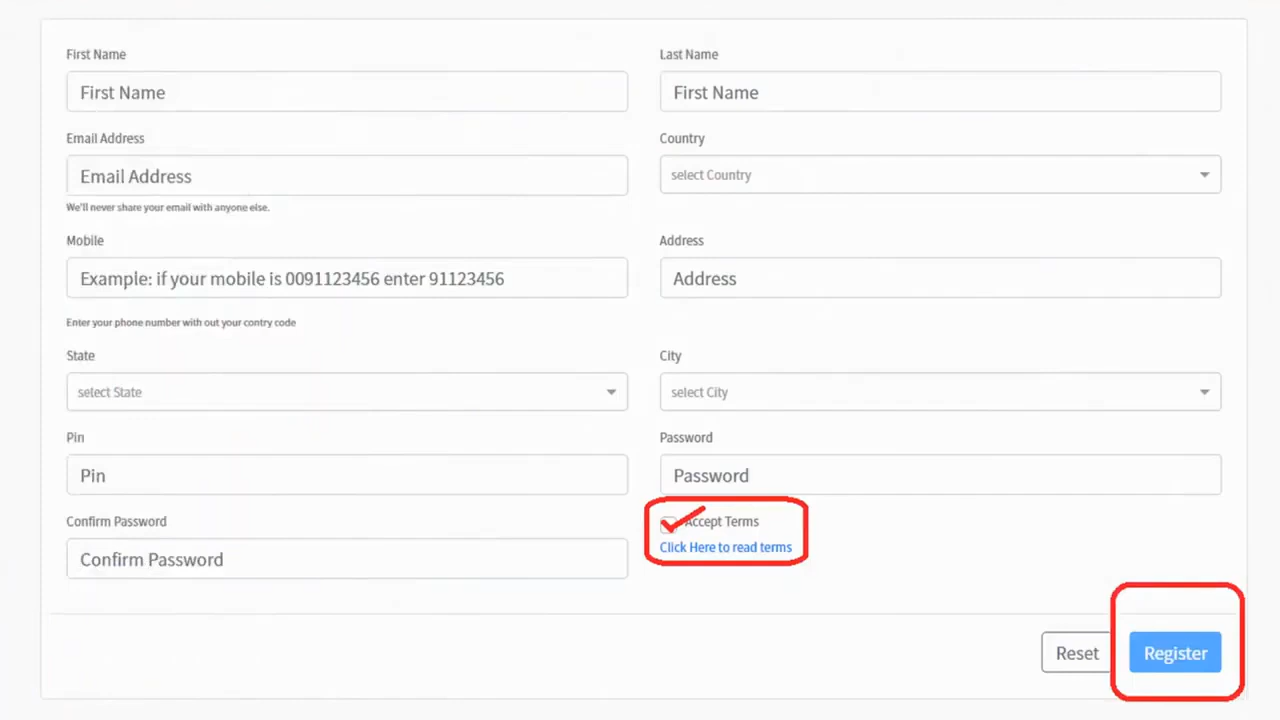 First Name
Last Name
First Name
First Name
Email Address
Country
Email Address
select Country
We'll never share your email with anyone else.
Mobile
Address
Example: if your mobile is 0091123456 enter 91123456
Address
Enter your phone number with out your contry code
State
City
select State
select City
Pin
Password
Pin
Password
Confirm Password
Accept Terms
Click Here to read terms
Confirm Password
Reset
Register